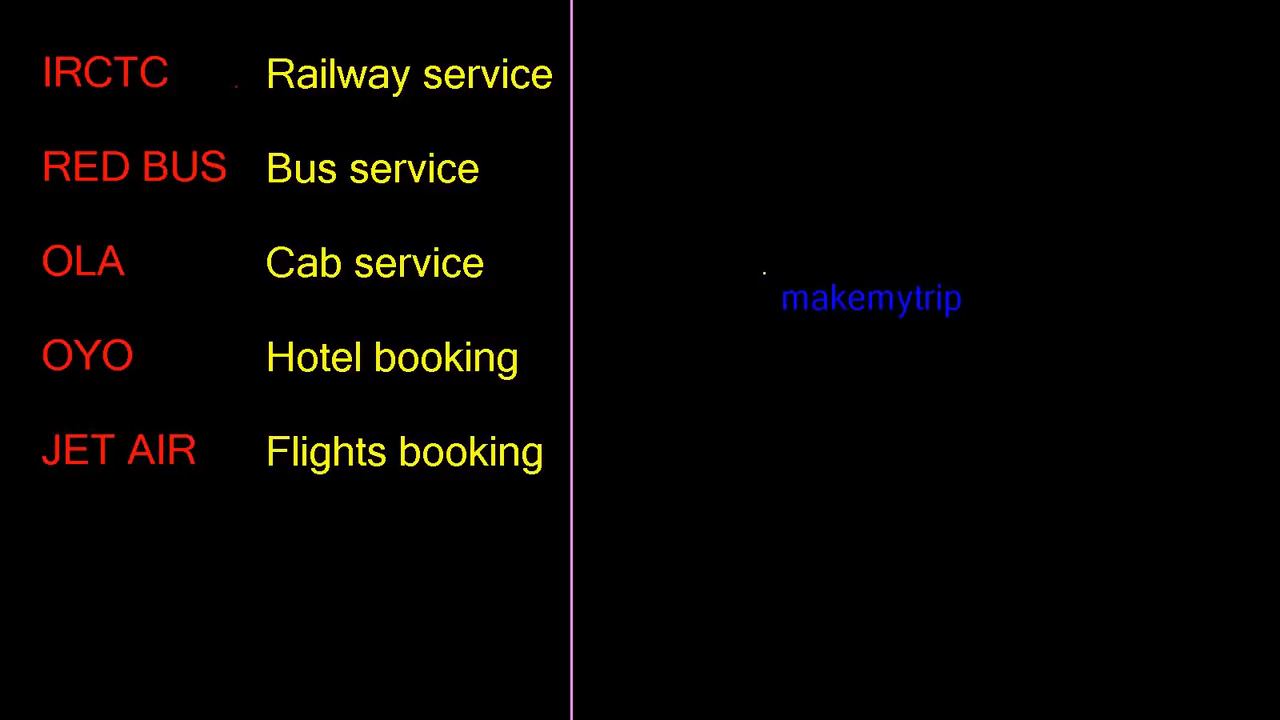 IRCTC Railway service
RED BUS Bus service
OLA Cab service
makemytrip
OYO Hotel booking
JET AIR Flights booking